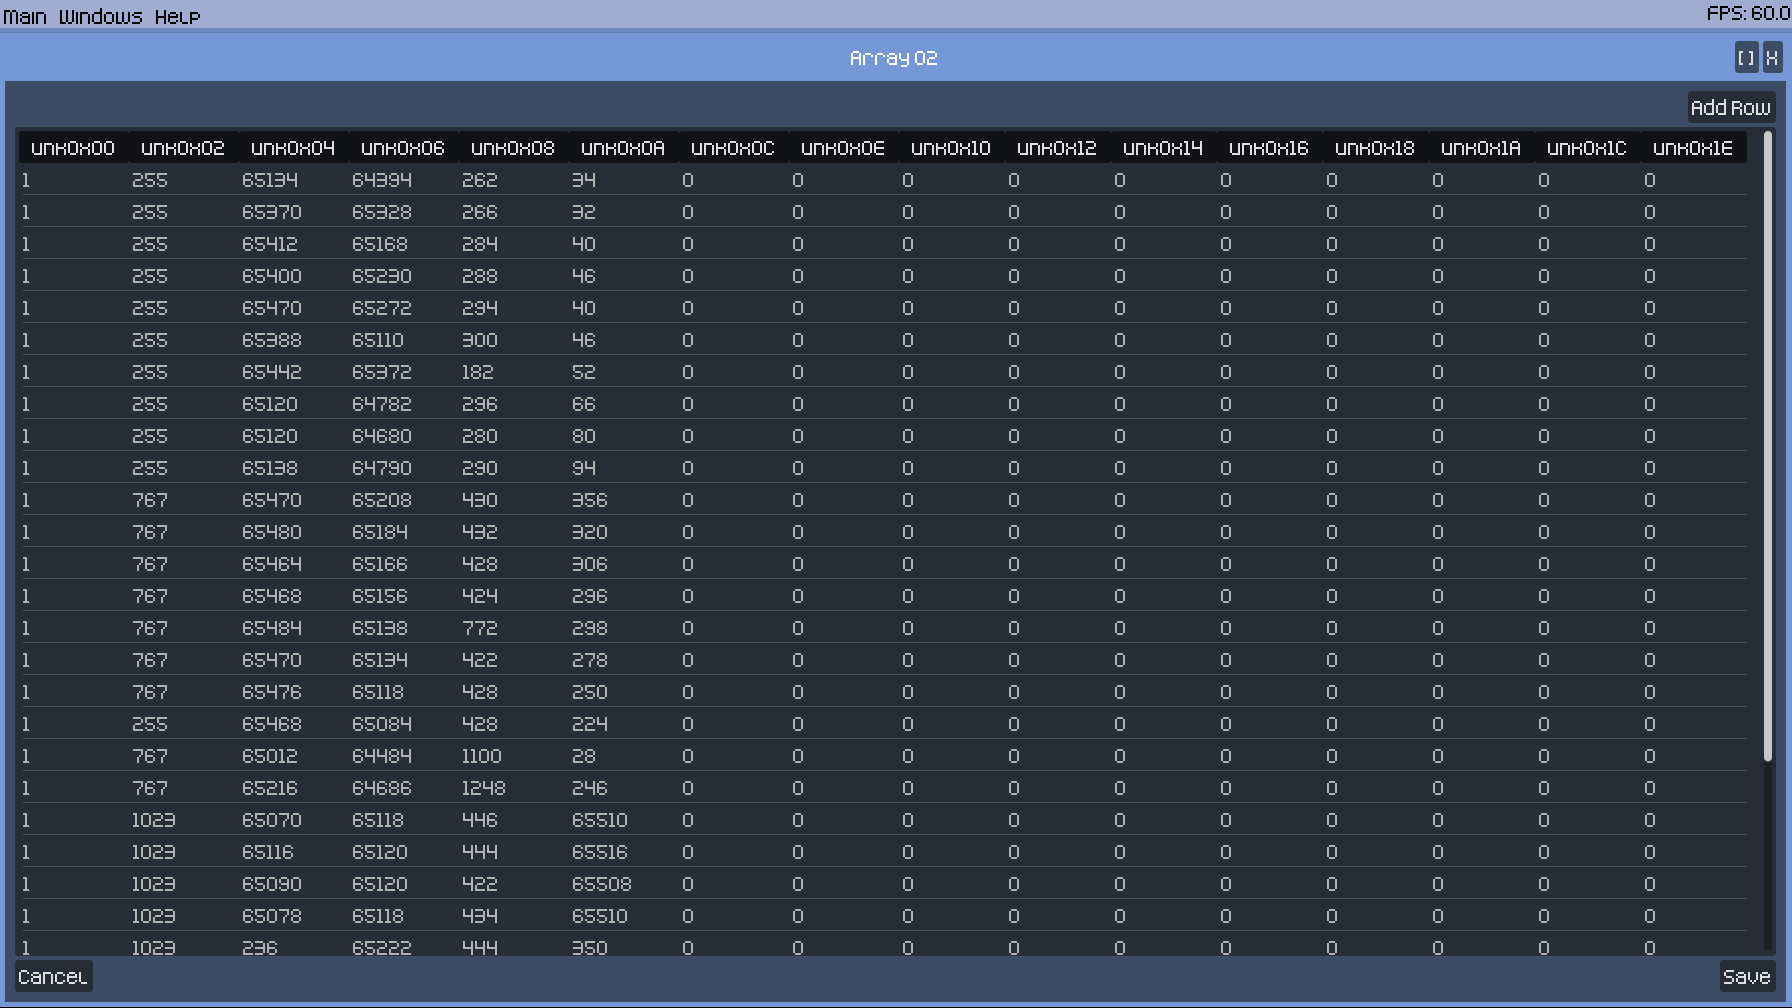 Main Windows Help FPS: 60.0
Array 02 [] X
Add Row
unk0x00 unk0x02 unk0x04 unk0x06 unk0x08 unk0x0A unk0x0C unk0x0E unk0x10 unk0x12 unk0x14 unk0x16 unk0x18 unk0x1A unk0x1C unk0x1E
1 255 65134 64394 262 34 0 0 0 0 0 0 0 0 0 0
1 255 65370 65328 266 32 0 0 0 0 0 0 0 0 0 0
1 255 65412 65168 284 40 0 0 0 0 0 0 0 0 0 0
1 255 65400 65230 288 46 0 0 0 0 0 0 0 0 0 0
1 255 65470 65272 294 40 0 0 0 0 0 0 0 0 0 0
1 255 65388 65110 300 46 0 0 0 0 0 0 0 0 0 0
1 255 65442 65372 182 52 0 0 0 0 0 0 0 0 0 0
1 255 65120 64782 296 66 0 0 0 0 0 0 0 0 0 0
1 255 65120 64680 280 80 0 0 0 0 0 0 0 0 0 0
1 255 65138 64790 290 94 0 0 0 0 0 0 0 0 0 0
1 767 65470 65208 430 356 0 0 0 0 0 0 0 0 0 0
1 767 65480 65184 432 320 0 0 0 0 0 0 0 0 0 0
1 767 65464 65166 428 306 0 0 0 0 0 0 0 0 0 0
1 767 65468 65156 424 296 0 0 0 0 0 0 0 0 0 0
1 767 65484 65138 772 298 0 0 0 0 0 0 0 0 0 0
1 767 65470 65134 422 278 0 0 0 0 0 0 0 0 0 0
1 767 65476 65118 428 250 0 0 0 0 0 0 0 0 0 0
1 255 65468 65084 428 224 0 0 0 0 0 0 0 0 0 0
1 767 65012 64484 1100 28 0 0 0 0 0 0 0 0 0 0
1 767 65216 64686 1248 246 0 0 0 0 0 0 0 0 0 0
1 1023 65070 65118 446 65510 0 0 0 0 0 0 0 0 0 0
1 1023 65116 65120 444 65516 0 0 0 0 0 0 0 0 0 0
1 1023 65090 65120 422 65508 0 0 0 0 0 0 0 0 0 0
1 1023 65078 65118 434 65510 0 0 0 0 0 0 0 0 0 0
1 1023 236 65222 444 350 0 0 0 0 0 0 0 0 0 0
Cancel Save